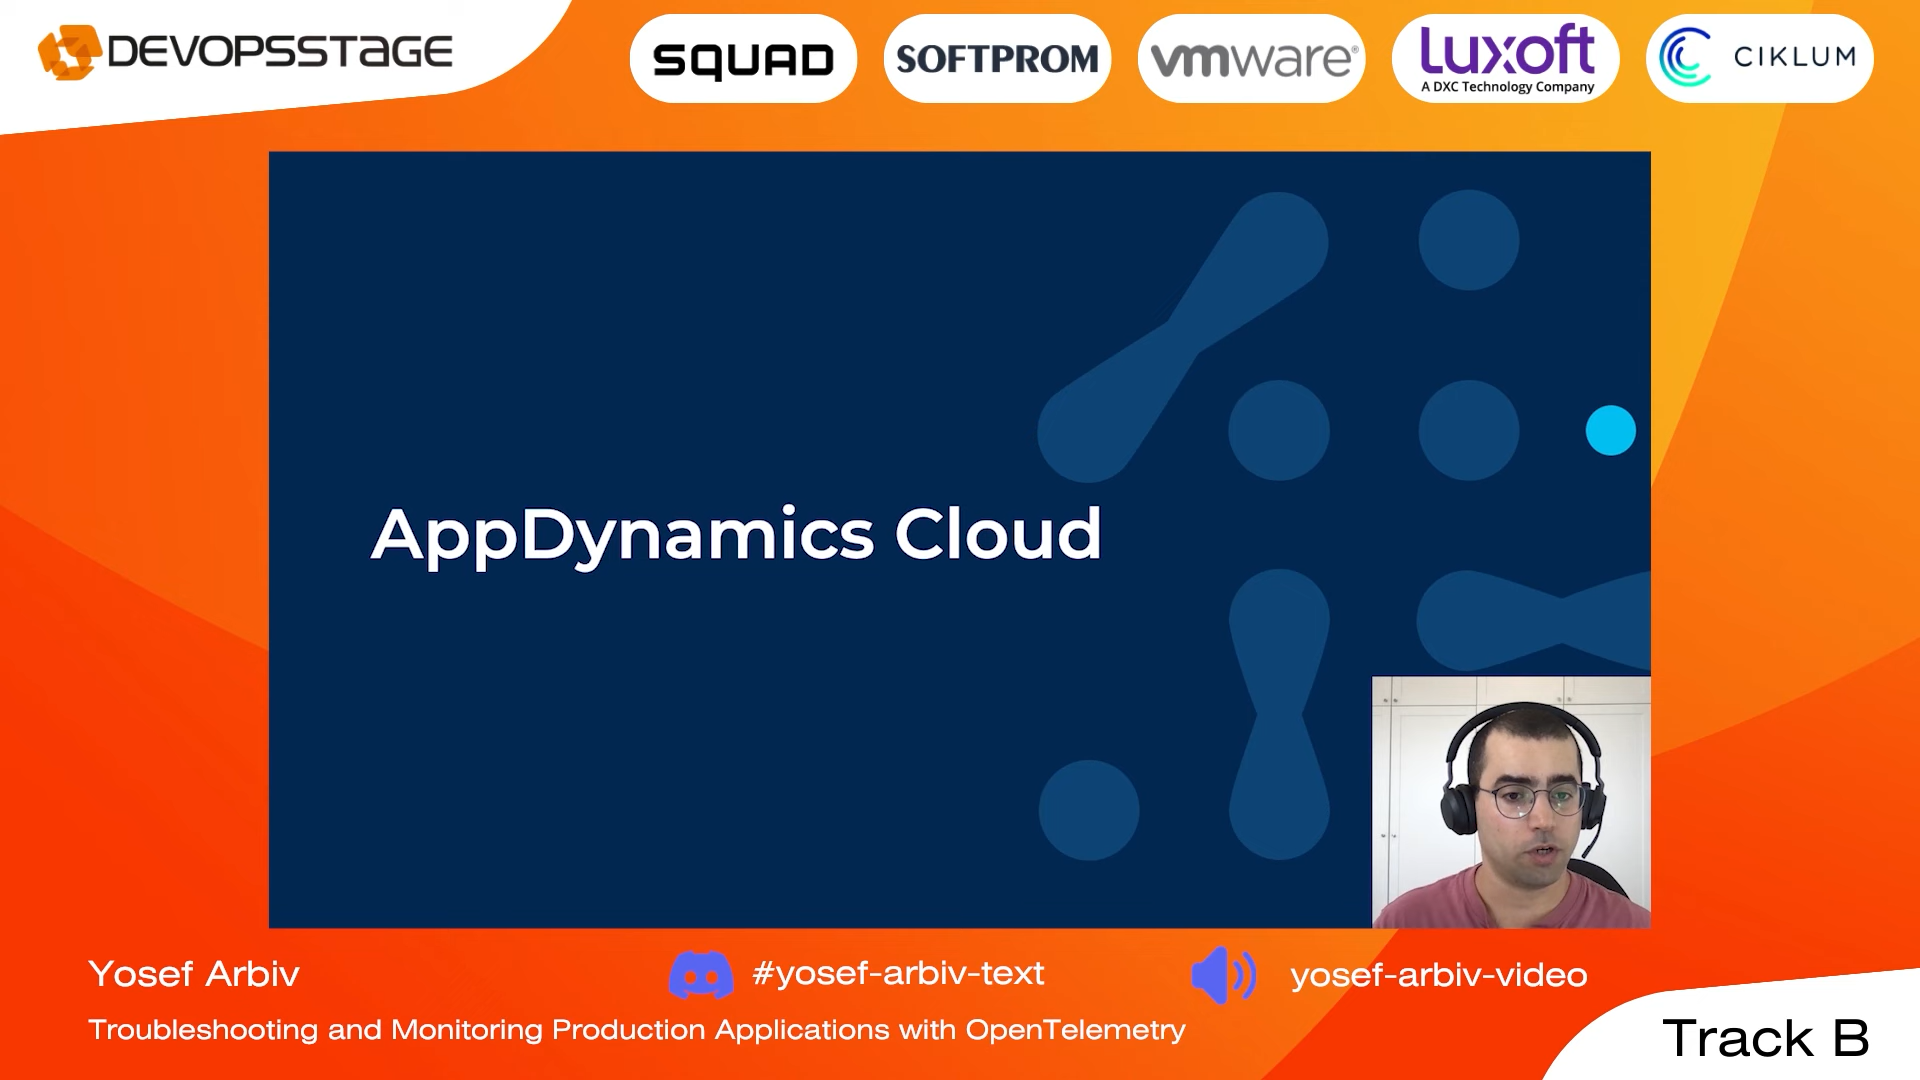 DEVOPSSTAGE
SQUAD
SOFTPROM
vmware®
Luxoft
A DXC Technology Company
CIKLUM
AppDynamics Cloud
Yosef Arbiv
#yosef-arbiv-text
yosef-arbiv-video
Troubleshooting and Monitoring Production Applications with OpenTelemetry
Track B